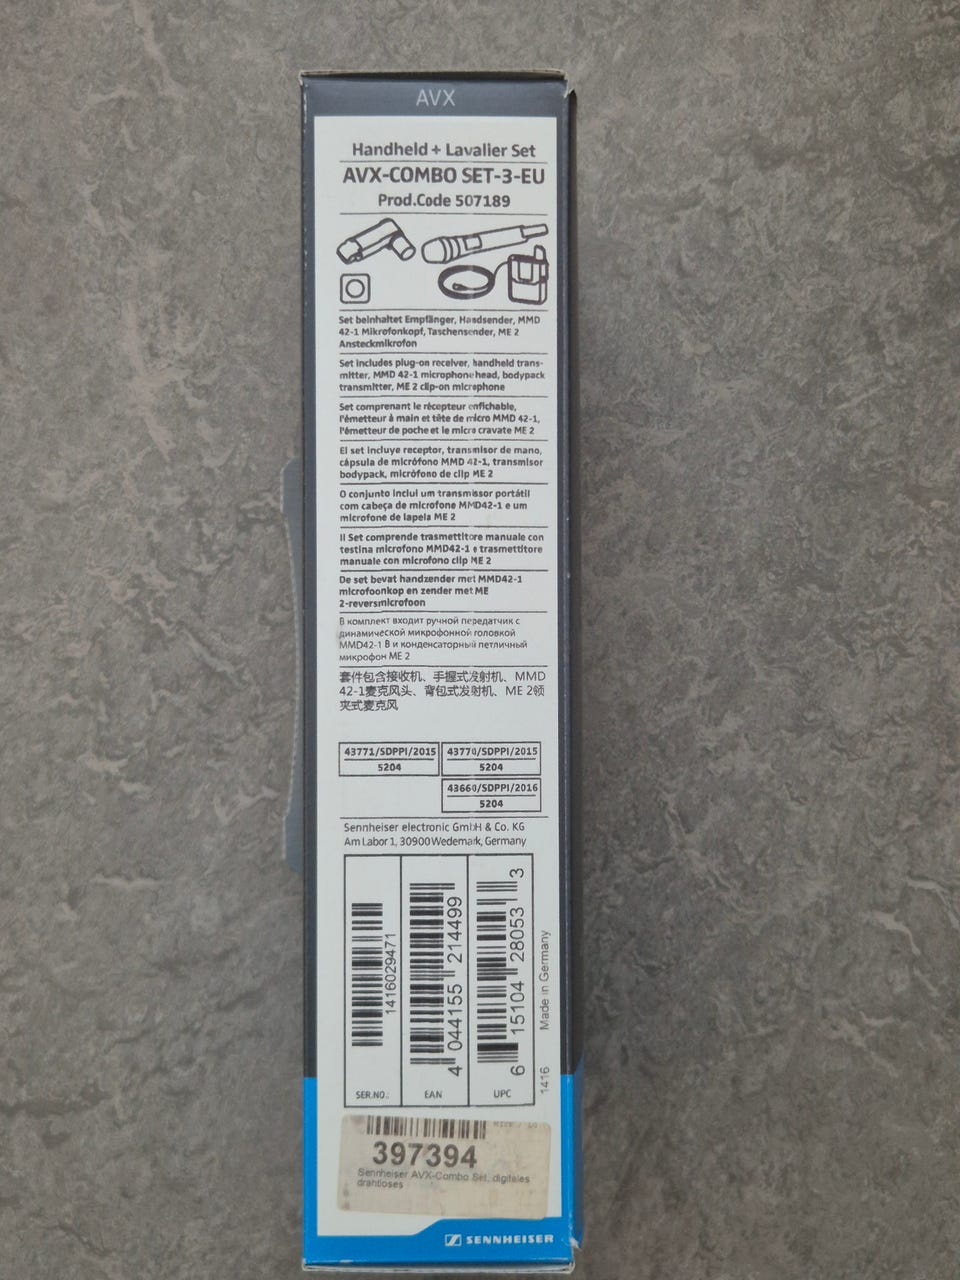 AVX
Handheld + Lavalier Set
AVX-COMBO SET-3-EU
Prod.Code 507189
Set beinhaltet Empfänger, Handsender, MMD
42-1 Mikrofonkopf, Taschensender, ME 2
Ansteckmikrofon
Set includes plug-on receiver, handheld trans-
mitter, MMD 42-1 microphone head, bodypack
transmitter, ME 2 clip-on microphone
Set comprenant le récepteur enfichable,
l'émetteur à main et tête de micro MMD 42-1,
l'émetteur de poche et le micro cravate ME 2
El set incluye receptor, transmisor de mano,
cápsula de micrófono MMD 42-1, transmisor
bodypack, micrófono de clip ME 2
O conjunto inclui um transmissor portátil
com cabeça de microfone MMD42-1 e um
microfone de lapela ME 2
Il Set comprende trasmettitore manuale con
testina microfono MMD42-1 e trasmettitore
manuale con microfono clip ME 2
De set bevat handzender met MMD42-1
microfoonkop en zender met ME
2-reversmicrofoon
В комплект входит ручной передатчик с
динамической микрофонной головкой
MMD42-1 В и конденсаторный петличный
микрофон ME 2
套件包含接收机、手握式发射机、MMD
42-1麦克风头、背包式发射机、ME 2领
夹式麦克风
43771/SDPPI/2015
5204
43770/SDPPI/2015
5204
43660/SDPPI/2016
5204
Sennheiser electronic GmbH & Co. KG
Am Labor 1, 30900 Wedemark, Germany
1416029471
SER.NO.:
4 044155 214499
EAN
6 15104 28053 3
UPC
1416 Made in Germany
397394
Sennheiser AVX-Combo Set, digitales
drahtloses
SENNHEISER